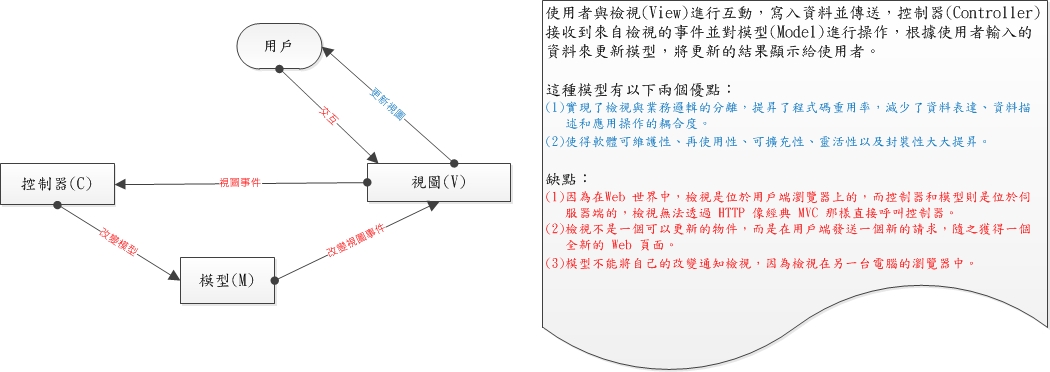 用戶
交互
更新視圖
控制器(C)
視圖事件
視圖(V)
改變模型
改變視圖事件
模型(M)
使用者與檢視(View)進行互動，寫入資料並傳送，控制器(Controller)
接收到來自檢視的事件並對模型(Model)進行操作，根據使用者輸入的
資料來更新模型，將更新的結果顯示給使用者。
這種模型有以下兩個優點：
(1)實現了檢視與業務邏輯的分離，提昇了程式碼重用率，減少了資料表達、資料描
述和應用操作的耦合度。
(2)使得軟體可維護性、再使用性、可擴充性、靈活性以及封裝性大大提昇。
缺點：
(1)因為在Web 世界中，檢視是位於用戶端瀏覽器上的，而控制器和模型則是位於伺
服器端的，檢視無法透過 HTTP 像經典 MVC 那樣直接呼叫控制器。
(2)檢視不是一個可以更新的物件，而是在用戶端發送一個新的請求，隨之獲得一個
全新的 Web 頁面。
(3)模型不能將自己的改變通知檢視，因為檢視在另一台電腦的瀏覽器中。